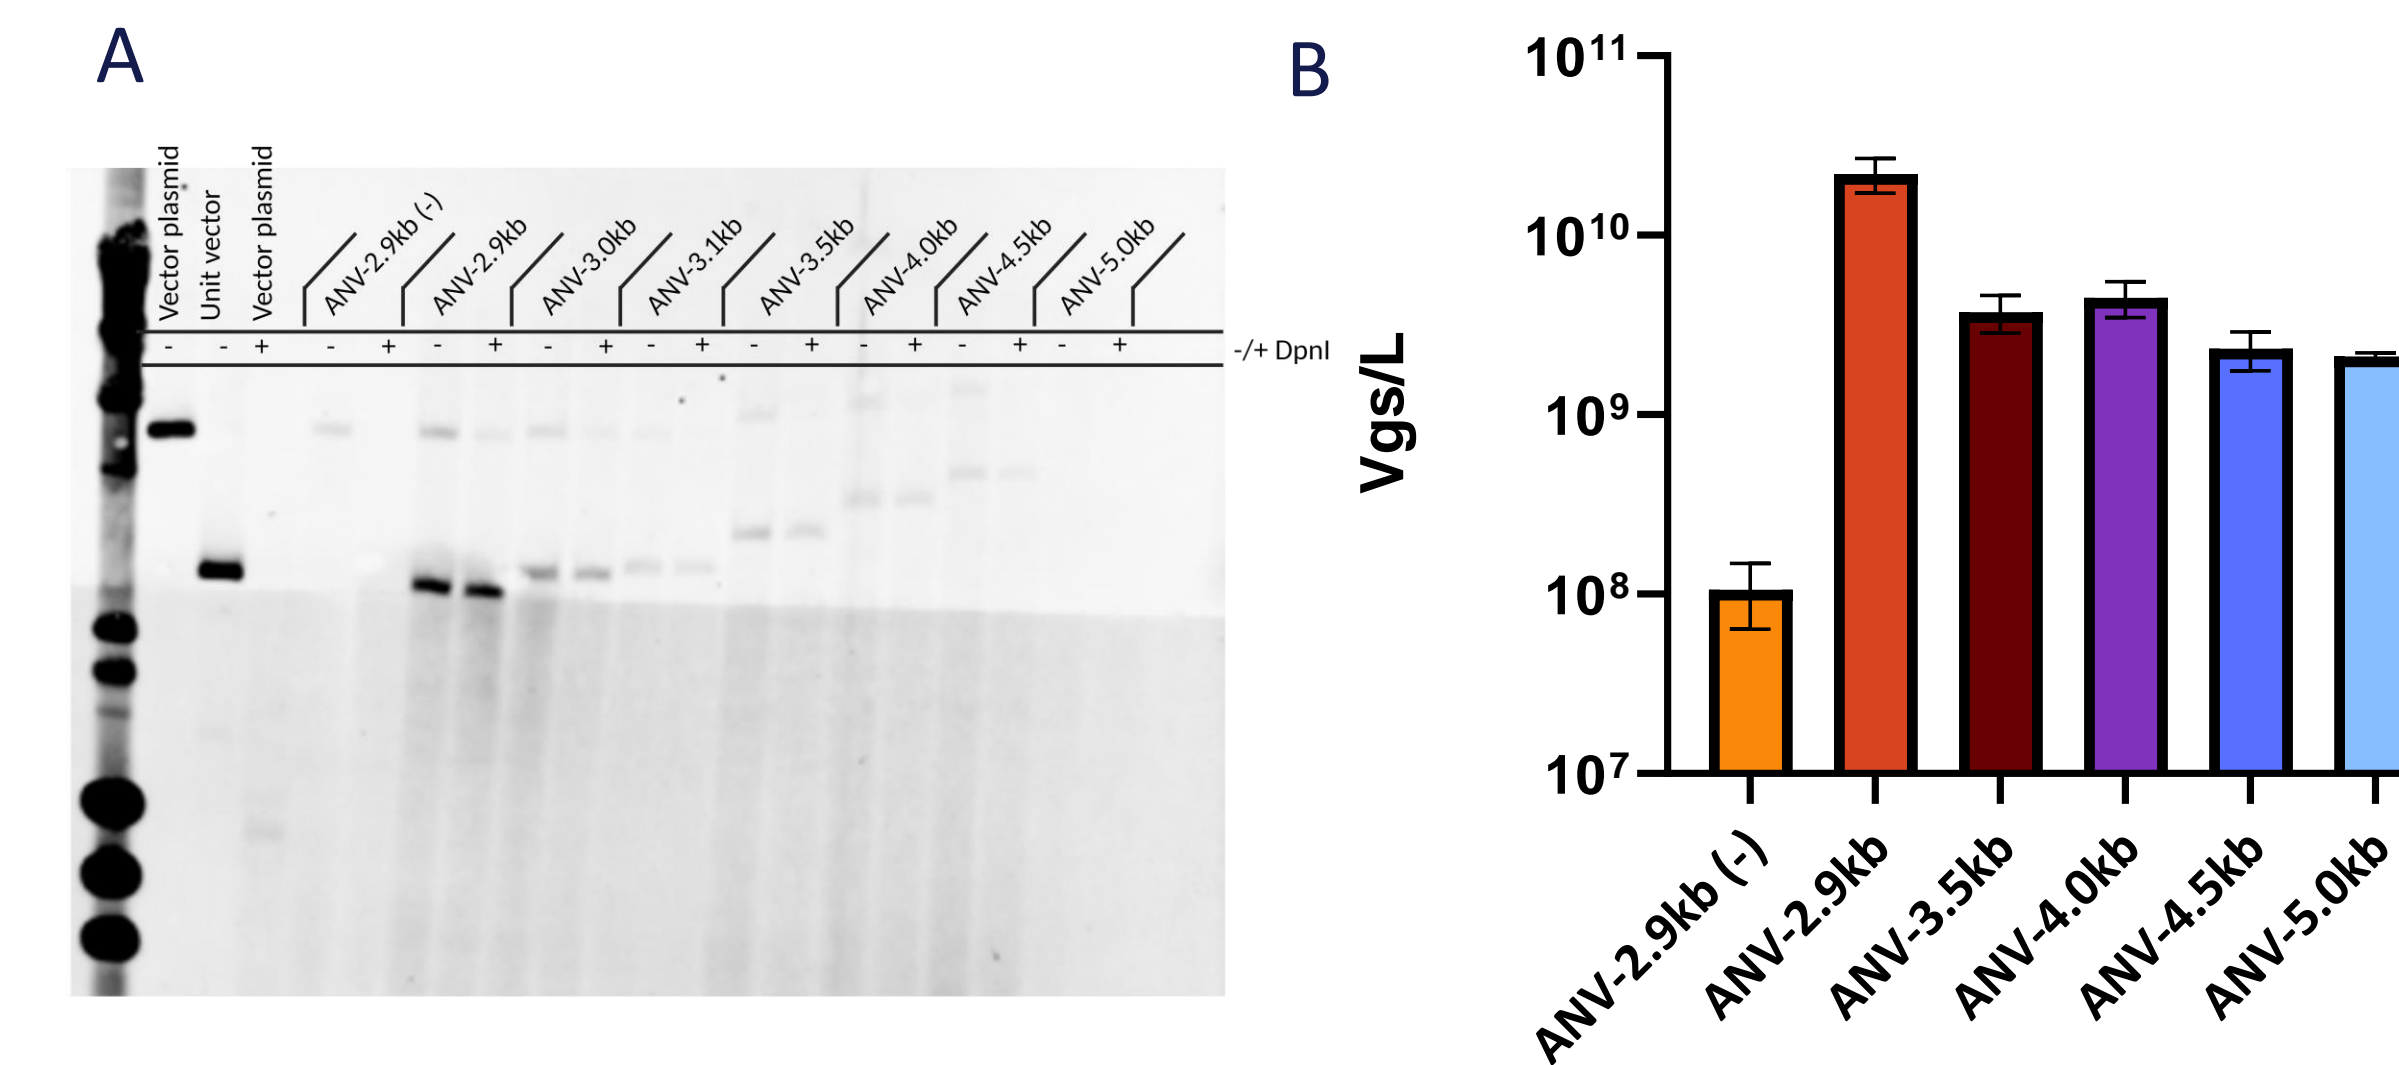 A
Vector plasmid
Unit vector
Vector plasmid
ANV-2.9kb (-)
ANV-2.9kb
ANV-3.0kb
ANV-3.1kb
ANV-3.5kb
ANV-4.0kb
ANV-4.5kb
ANV-5.0kb
- - + - + - + - + - + - + - + - + - +
-/+ DpnI
B
Vgs/L
10¹¹
10¹⁰
10⁹
10⁸
10⁷
ANV-2.9kb (-)
ANV-2.9kb
ANV-3.5kb
ANV-4.0kb
ANV-4.5kb
ANV-5.0kb